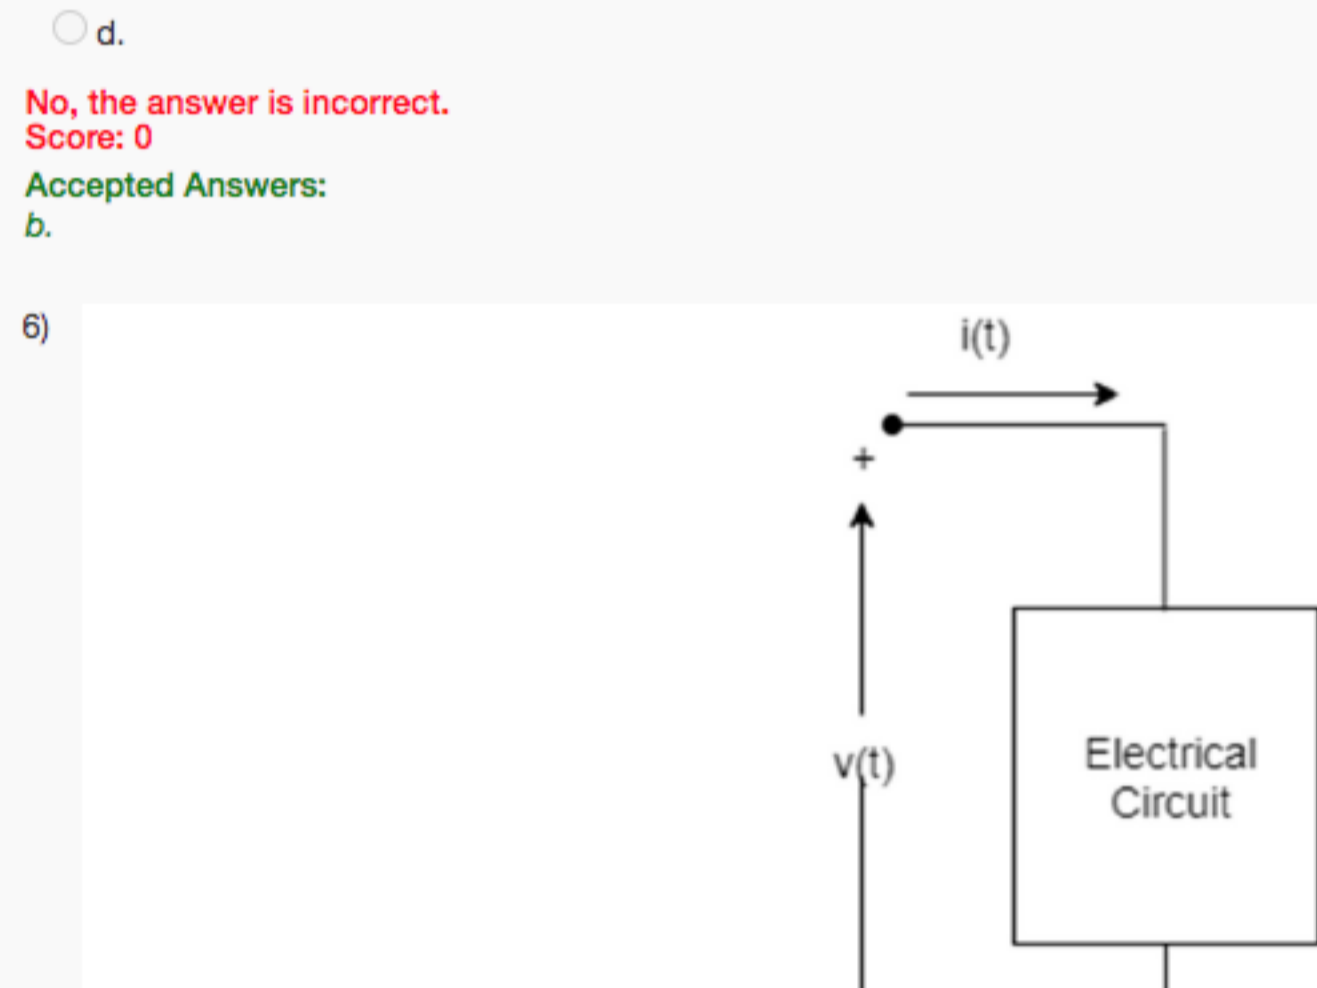 d.
No, the answer is incorrect.
Score: 0
Accepted Answers:
b.
6)
i(t)
+
v(t)
Electrical
Circuit